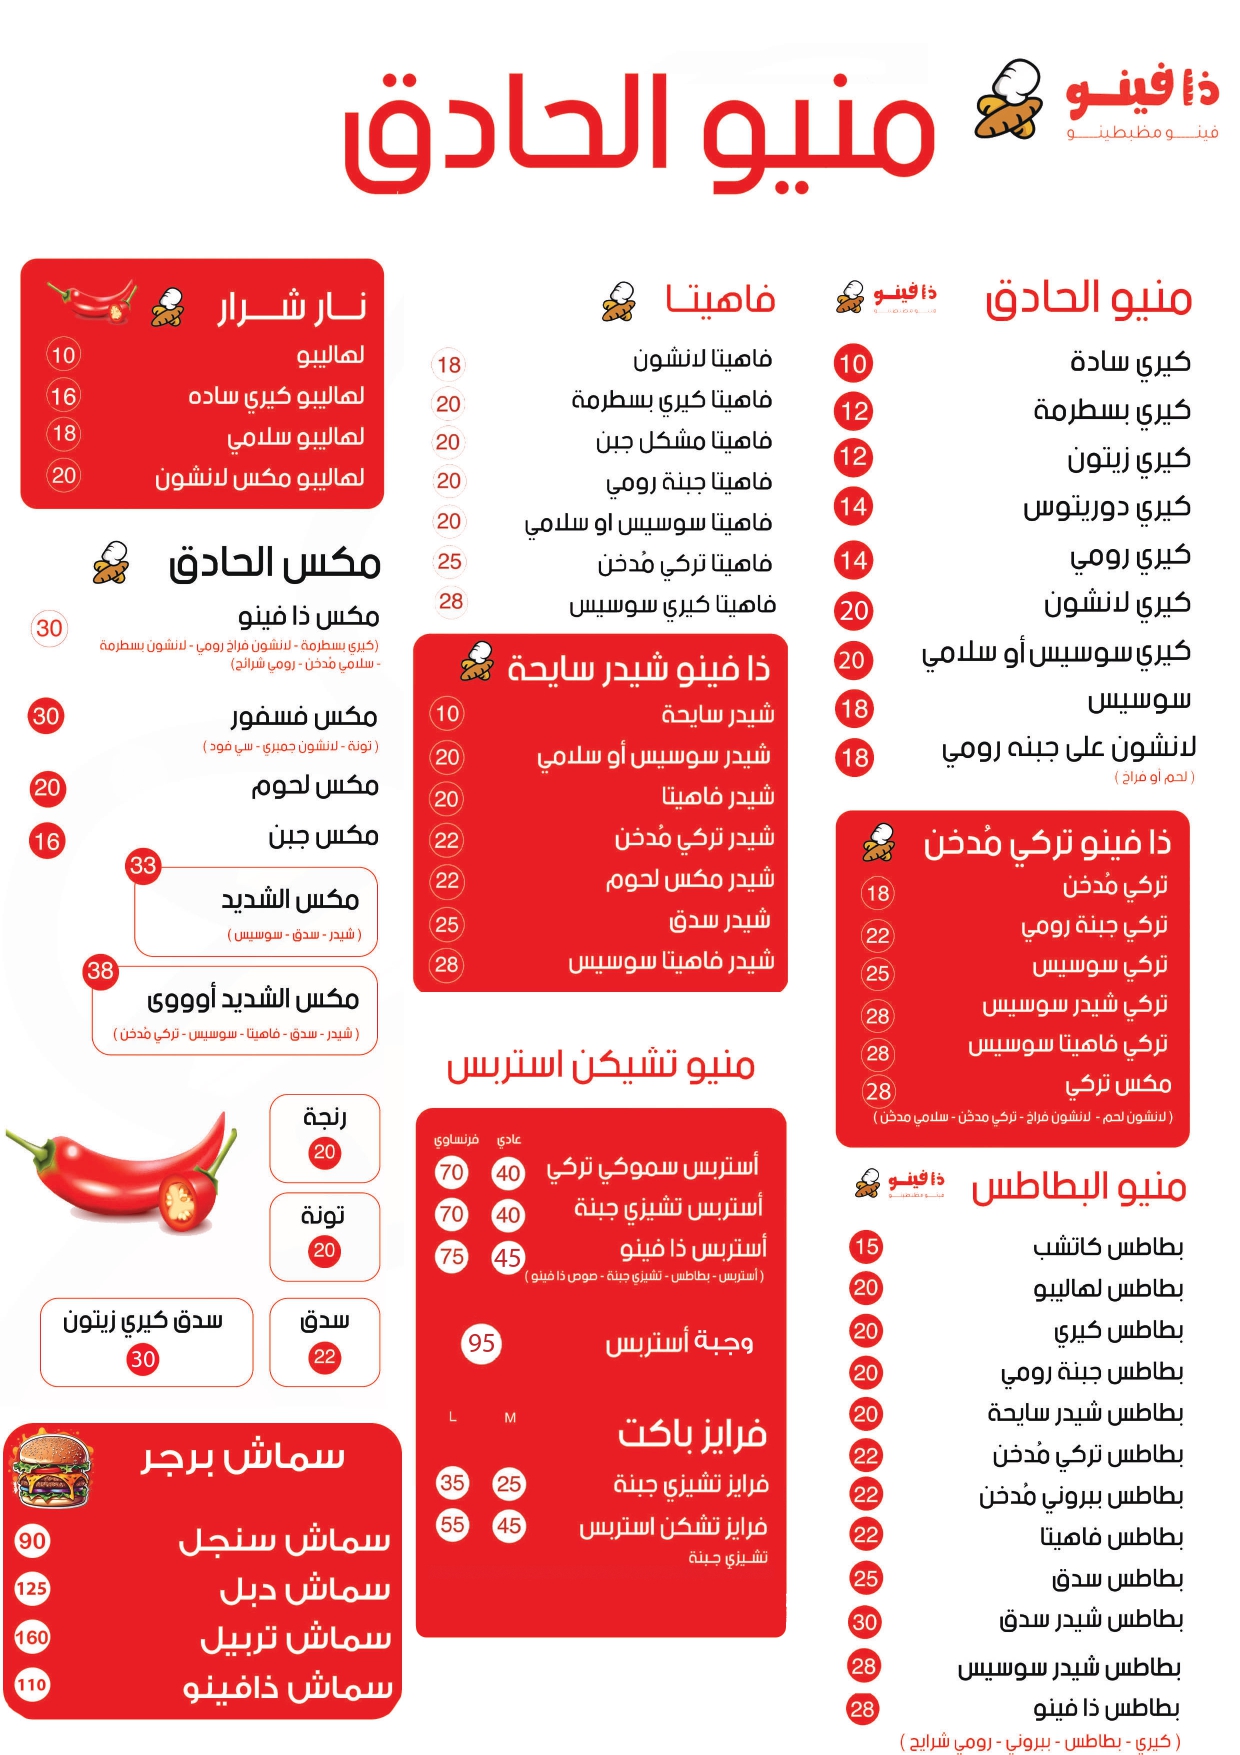 ذا فينو
فينو مظبطينو
منيو الحادق
منيو الحادق
ذا فينو
كيري سادة 10
كيري بسطرمة 12
كيري زيتون 12
كيري دوريتوس 14
كيري رومي 14
كيري لانشون 20
كيري سوسيس أو سلامي 20
سوسيس 18
لانشون على جبنه رومي 18
( لحم أو فراخ )
ذا فينو تركي مُدخن
تركي مُدخن 18
تركي جبنة رومي 22
تركي سوسيس 25
تركي شيدر سوسيس 28
تركي فاهيتا سوسيس 28
مكس تركي 28
( لانشون لحم - لانشون فراخ - تركي مدخن - سلامي مدخن )
منيو البطاطس
ذا فينو
فينو مظبطينو
بطاطس كاتشب 15
بطاطس لهاليبو 20
بطاطس كيري 20
بطاطس جبنة رومي 20
بطاطس شيدر سايحة 20
بطاطس تركي مُدخن 22
بطاطس ببروني مُدخن 22
بطاطس فاهيتا 22
بطاطس سدق 25
بطاطس شيدر سدق 30
بطاطس شيدر سوسيس 28
بطاطس ذا فينو 28
( كيري - بطاطس - ببروني - رومي شرايح )
فاهيتا
فاهيتا لانشون 18
فاهيتا كيري بسطرمة 20
فاهيتا مشكل جبن 20
فاهيتا جبنة رومي 20
فاهيتا سوسيس او سلامي 20
فاهيتا تركي مُدخن 25
فاهيتا كيري سوسيس 28
ذا فينو شيدر سايحة
شيدر سايحة 10
شيدر سوسيس أو سلامي 20
شيدر فاهيتا 20
شيدر تركي مُدخن 22
شيدر مكس لحوم 22
شيدر سدق 25
شيدر فاهيتا سوسيس 28
منيو تشيكن استربس
عادي فرنساوي
أستربس سموكي تركي 40 70
أستربس تشيزي جبنة 40 70
أستربس ذا فينو 45 75
( أستربس - بطاطس - تشيزي جبنة - صوص ذا فينو )
وجبة أستربس 95
M L
فرايز باكت
فرايز تشيزي جبنة 25 35
فرايز تشكن استربس 45 55
تشيزي جبنة
نـار شـــرار
لهاليبو 10
لهاليبو كيري ساده 16
لهاليبو سلامي 18
لهاليبو مكس لانشون 20
مكس الحادق
مكس ذا فينو 30
(كيري بسطرمة - لانشون فراخ رومي - لانشون بسطرمة
- سلامي مُدخن - رومي شرائح)
مكس فسفور 30
( تونة - لانشون جمبري - سي فود )
مكس لحوم 20
مكس جبن 16
33
مكس الشديد
( شيدر - سدق - سوسيس )
38
مكس الشديد أوووى
( شيدر - سدق - فاهيتا - سوسيس - تركي مُدخن )
رنجة
20
تونة
20
سدق
22
سدق كيري زيتون
30
سماش برجر
سماش سنجل 90
سماش دبل 125
سماش تربيل 160
سماش ذافينو 110